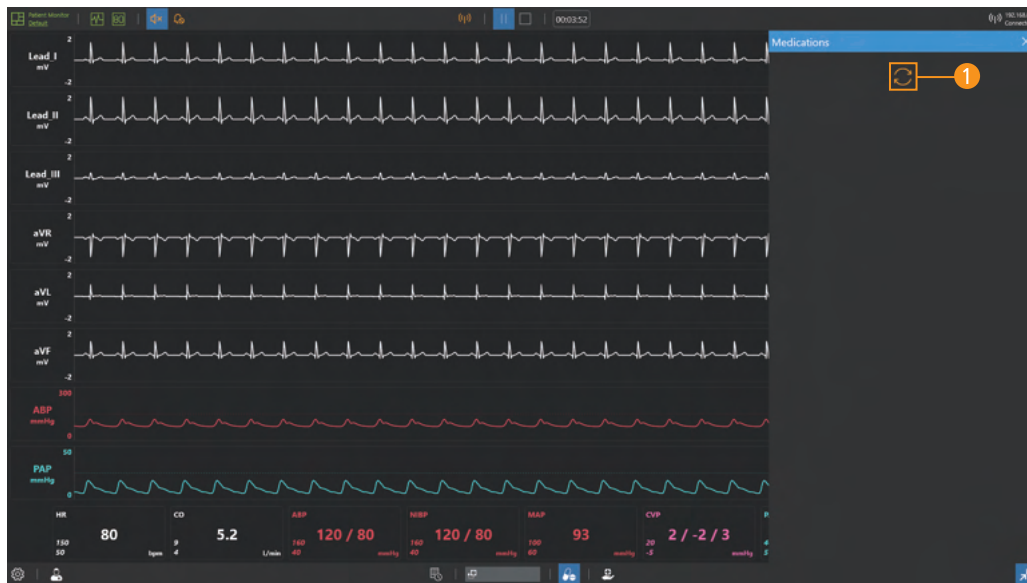 Patient Monitor
Default
00:03:52
192.168.
Connect
Medications
1
2
Lead_I
mV
-2
2
Lead_II
mV
-2
2
Lead_III
mV
-2
2
aVR
mV
-2
2
aVL
mV
-2
2
aVF
mV
-2
300
ABP
mmHg
0
50
PAP
mmHg
0
HR
80
150
50
bpm
CO
5.2
9
4
L/min
ABP
120 / 80
160
40
mmHg
NIBP
120 / 80
160
40
mmHg
MAP
93
100
60
mmHg
CVP
2 / -2 / 3
20
-5
mmHg